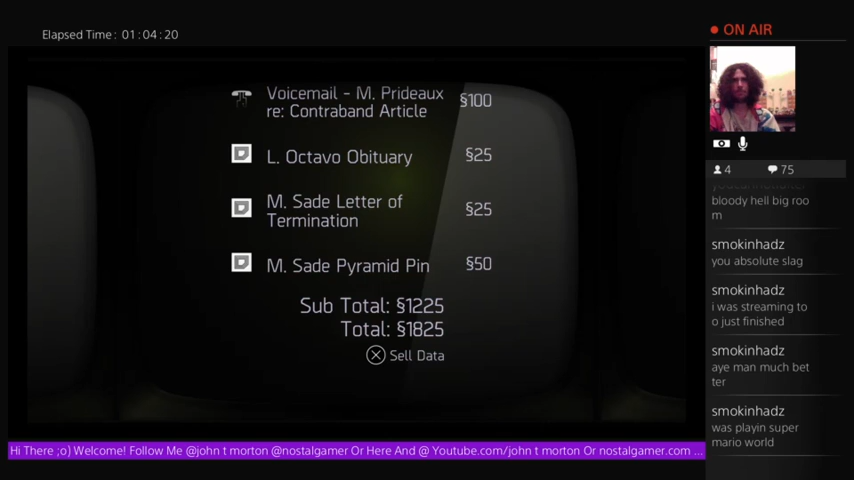 Elapsed Time: 01:04:20
ON AIR
Voicemail - M. Prideaux
re: Contraband Article
§100
L. Octavo Obituary
§25
M. Sade Letter of
Termination
§25
M. Sade Pyramid Pin
§50
Sub Total: §1225
Total: §1825
Sell Data
4
75
bloody hell big roo
m
smokinhadz
you absolute slag
smokinhadz
i was streaming to
o just finished
smokinhadz
aye man much bet
ter
smokinhadz
was playin super
mario world
Hi There ;o) Welcome! Follow Me @john t morton @nostalgamer Or Here And @ Youtube.com/john t morton Or nostalgamer.com ...